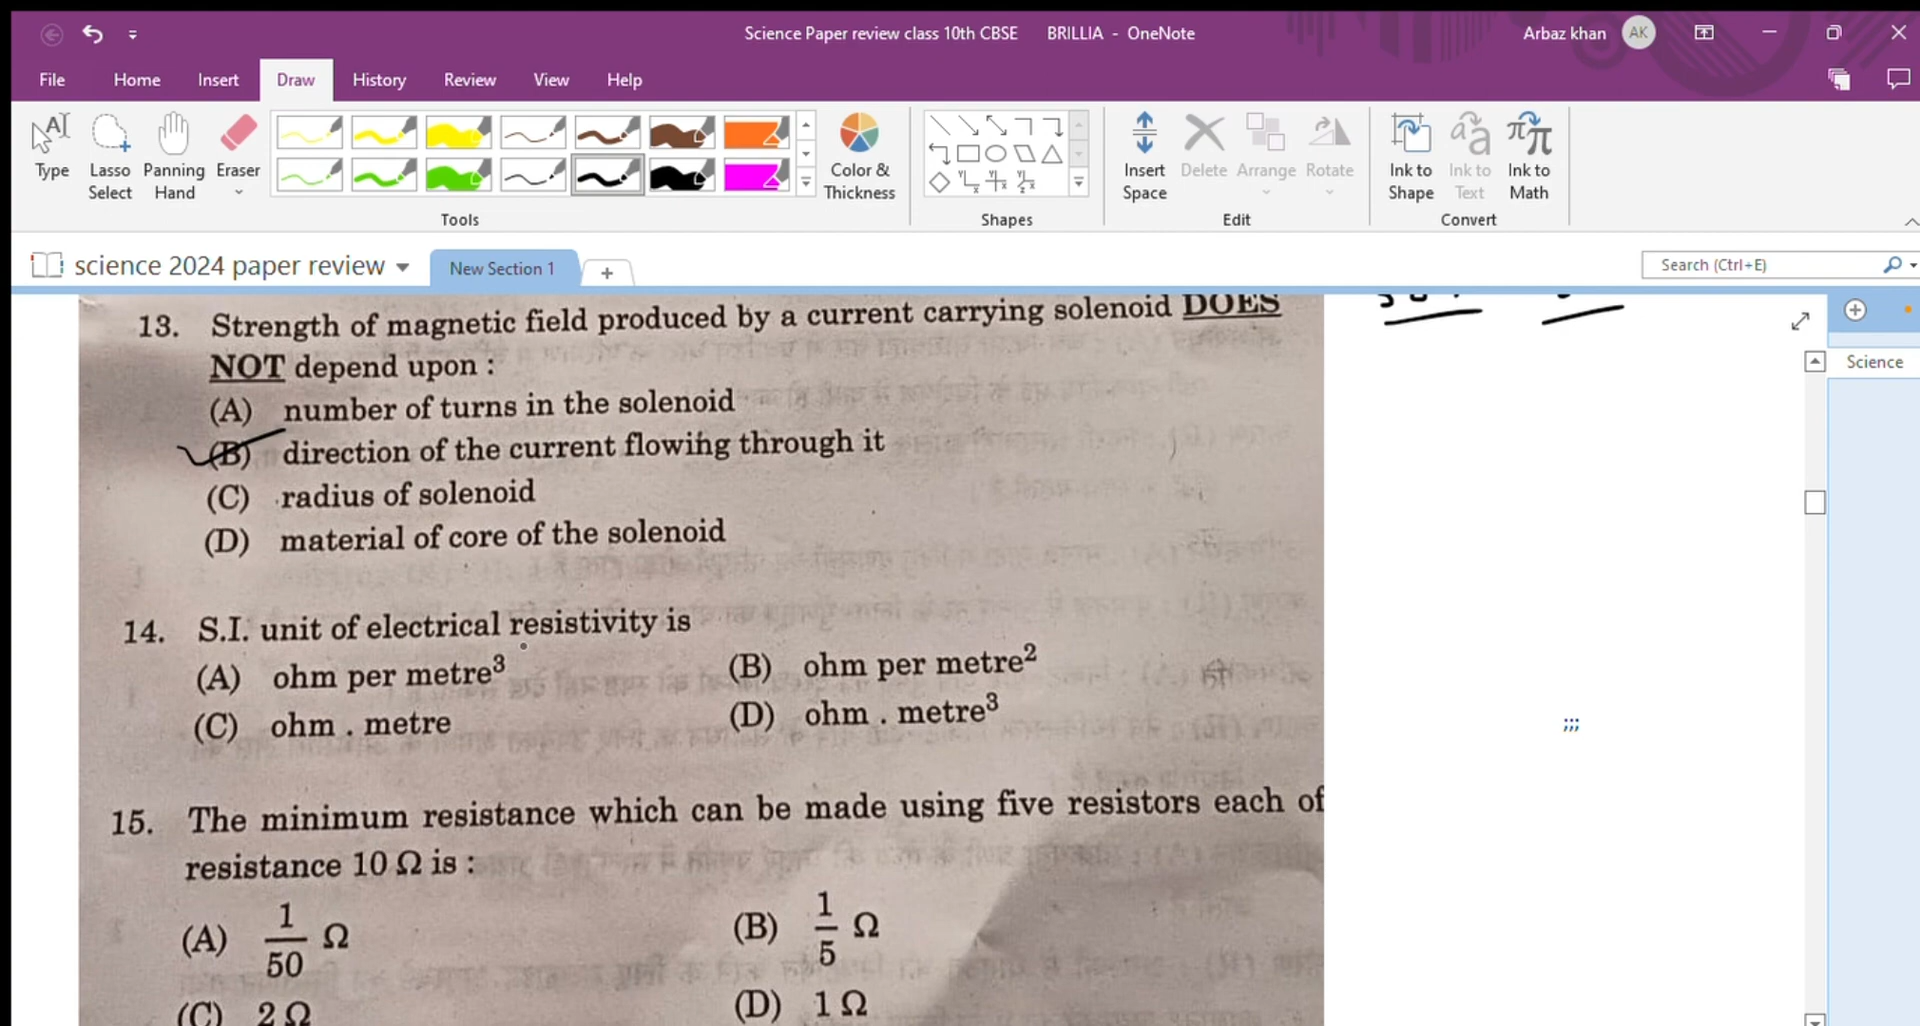 Science Paper review class 10th CBSE BRILLIA - OneNote
Arbaz khan AK
File Home Insert Draw History Review View Help
Type
Lasso Select
Panning Hand
Eraser
Color & Thickness
Insert Space
Delete
Arrange
Rotate
Ink to Shape
Ink to Text
Ink to Math
Tools Shapes Edit Convert
science 2024 paper review
New Section 1
+
Search (Ctrl+E)
Science
13. Strength of magnetic field produced by a current carrying solenoid DOES
NOT depend upon :
(A) number of turns in the solenoid
(B) direction of the current flowing through it
(C) radius of solenoid
(D) material of core of the solenoid
14. S.I. unit of electrical resistivity is
(A) ohm per metre³ (B) ohm per metre²
(C) ohm . metre (D) ohm . metre³
15. The minimum resistance which can be made using five resistors each of
resistance 10 Ω is :
(A) 1/50 Ω (B) 1/5 Ω
(C) 2 Ω (D) 1 Ω